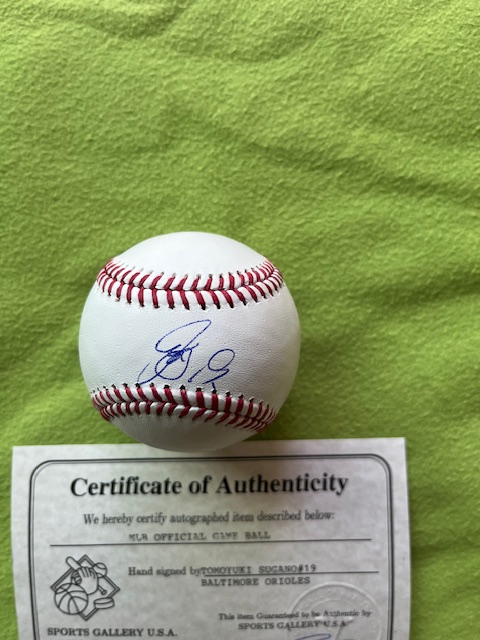 Certificate of Authenticity
We hereby certify autographed item described below:
MLB OFFICIAL GAME BALL
Hand signed by TOMOYUKI SUGANO#19
BALTIMORE ORIOLES
This item Guaranteed to be Authentic by
SPORTS GALLERY U.S.A. SPORTS GALLERY U.S.A.